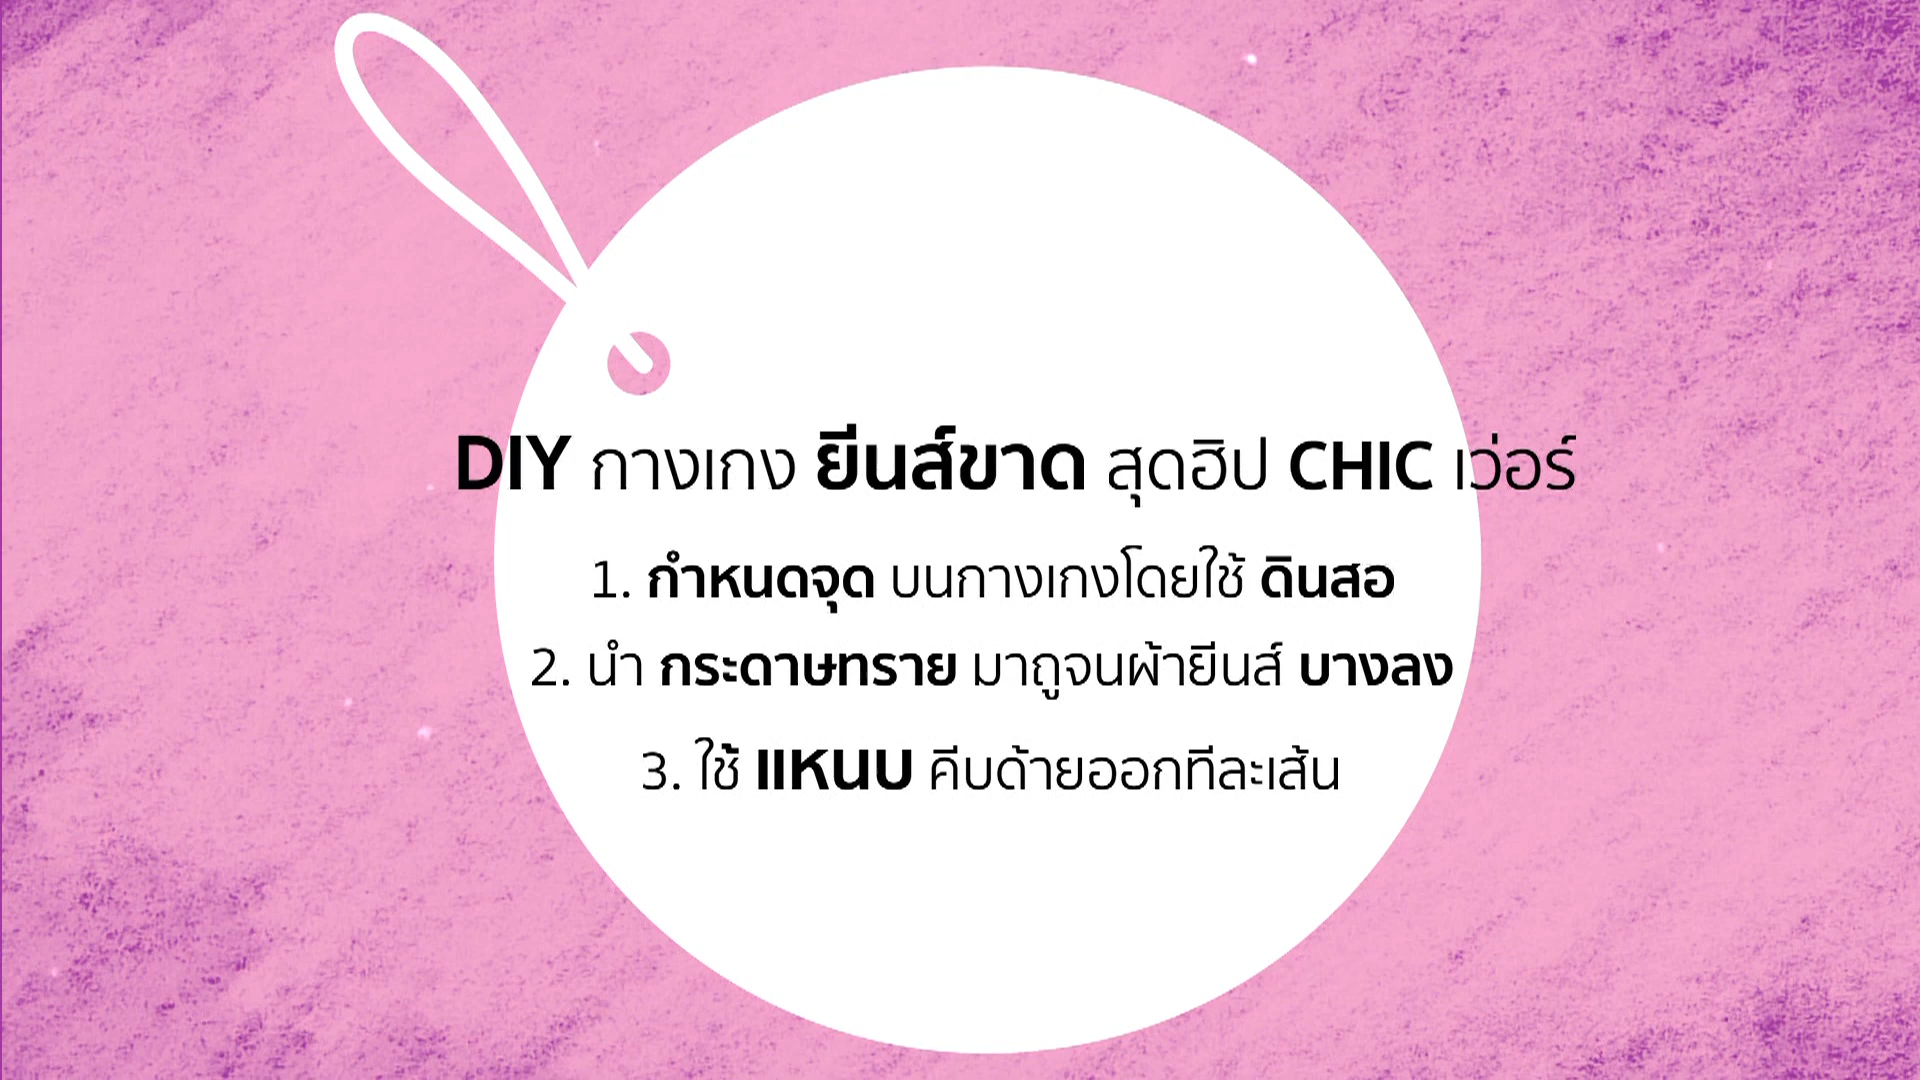 DIY กางเกง ยีนส์ขาด สุดฮิป CHIC เว่อร์
1. กำหนดจุด บนกางเกงโดยใช้ ดินสอ
2. นำ กระดาษทราย มาถูจนผ้ายีนส์ บางลง
3. ใช้ แหนบ คีบด้ายออกทีละเส้น